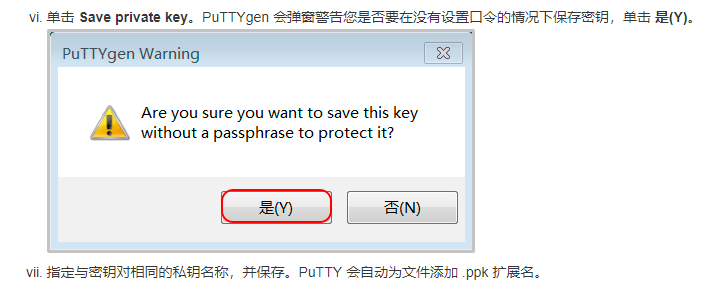 vi. 单击 Save private key。PuTTYgen 会弹窗警告您是否要在没有设置口令的情况下保存密钥，单击 是(Y)。
PuTTYgen Warning
Are you sure you want to save this key
without a passphrase to protect it?
是(Y)
否(N)
vii. 指定与密钥对相同的私钥名称，并保存。PuTTY 会自动为文件添加 .ppk 扩展名。